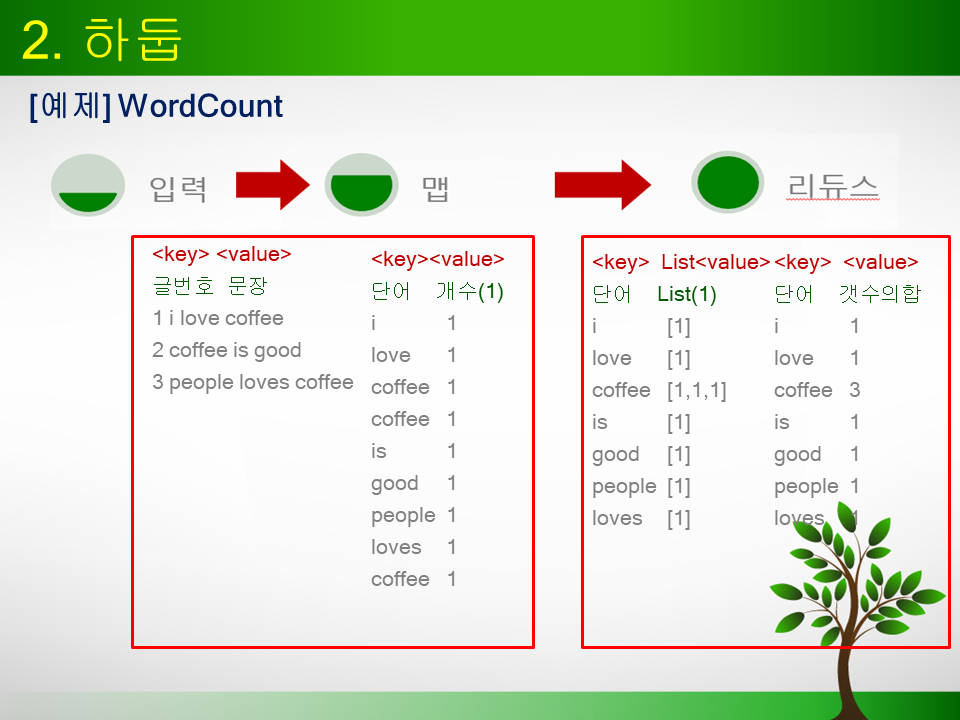 2. 하둡
[예제] WordCount
입력
맵
리듀스
<key> <value>
글번호 문장
1 i love coffee
2 coffee is good
3 people loves coffee
<key><value>
단어 개수(1)
i 1
love 1
coffee 1
coffee 1
is 1
good 1
people 1
loves 1
coffee 1
<key> List<value>
단어 List(1)
i [1]
love [1]
coffee [1,1,1]
is [1]
good [1]
people [1]
loves [1]
<key> <value>
단어 갯수의합
i 1
love 1
coffee 3
is 1
good 1
people 1
loves 1